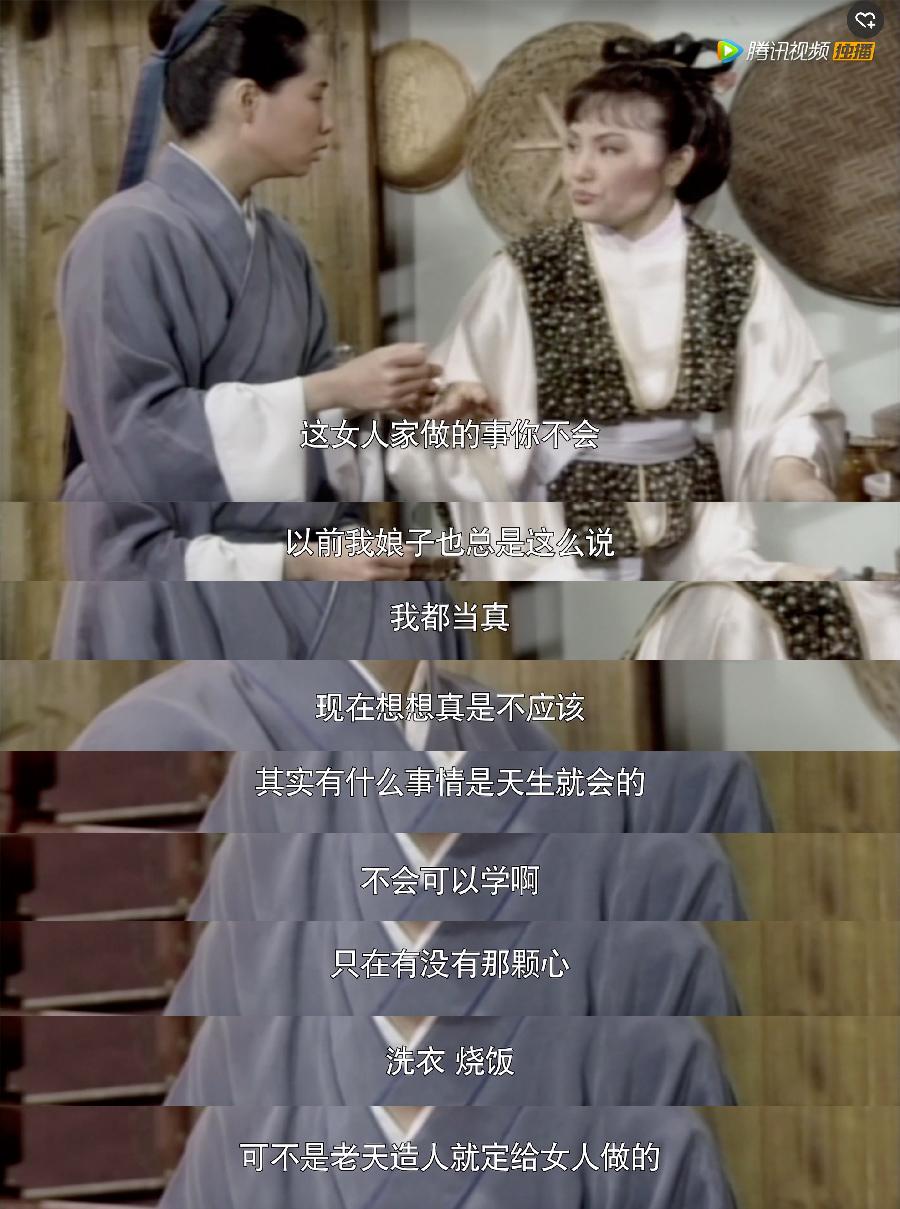 腾讯视频 独播
这女人家做的事你不会
以前我娘子也总是这么说
我都当真
现在想想真是不应该
其实有什么事情是天生就会的
不会可以学啊
只在有没有那颗心
洗衣 烧饭
可不是老天造人就定给女人做的